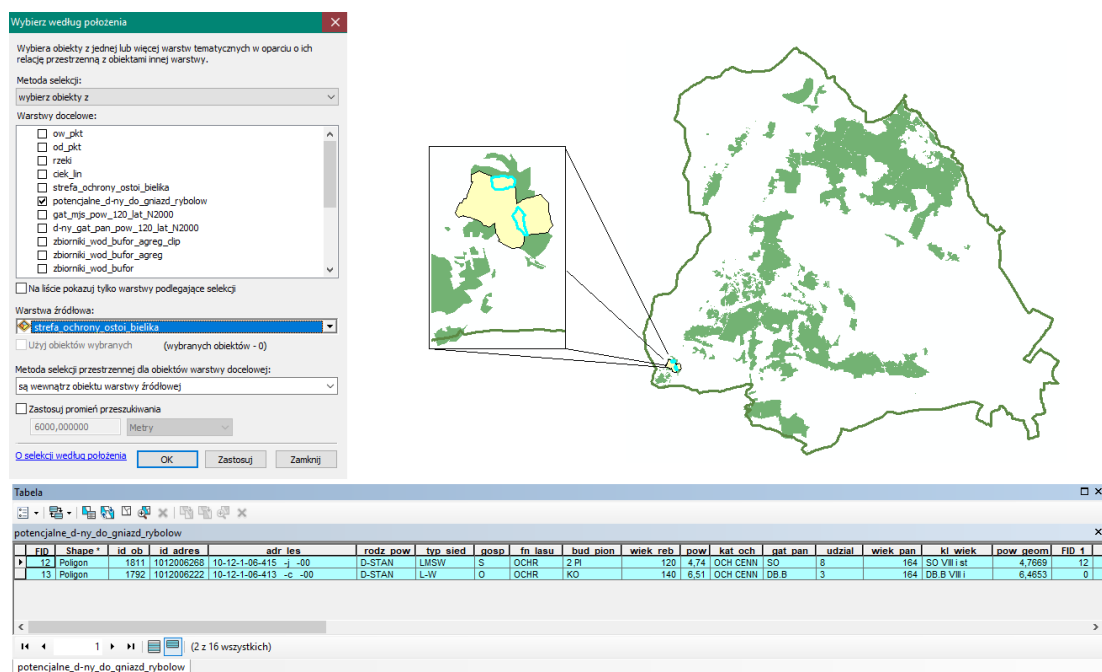 Wybierz według położenia
Wybiera obiekty z jednej lub więcej warstw tematycznych w oparciu o ich
relację przestrzenną z obiektami innej warstwy.
Metoda selekcji:
wybierz obiekty z
Warstwy docelowe:
ow_pkt
od_pkt
rzeki
ciek_lin
strefa_ochrony_ostoi_bielika
potencjalne_d-ny_do_gniazd_rybolow
gat_mjs_pow_120_lat_N2000
d-ny_gat_pan_pow_120_lat_N2000
zbiorniki_wod_bufor_agreg_clip
zbiorniki_wod_bufor_agreg
zbiorniki_wod_bufor
Na liście pokazuj tylko warstwy podlegające selekcji
Warstwa źródłowa:
strefa_ochrony_ostoi_bielika
Użyj obiektów wybranych (wybranych obiektów - 0)
Metoda selekcji przestrzennej dla obiektów warstwy docelowej:
są wewnątrz obiektu warstwy źródłowej
Zastosuj promień przeszukiwania
6000,000000 Metry
O selekcji według położenia OK Zastosuj Zamknij
Tabela
potencjalne_d-ny_do_gniazd_rybolow
FID Shape * id_ob id_adres adr_les rodz_pow typ_sied gosp fn_lasu bud_pion wiek_reb pow kat_och gat_pan udzial wiek_pan kl_wiek pow_geom FID_1
12 Poligon 1811 1012006268 10-12-1-06-415 -j -00 D-STAN LMSW S OCHR 2 PI 120 4,74 OCH CENN SO 8 164 SO VIII i st 4,7669 12
13 Poligon 1792 1012006222 10-12-1-06-413 -c -00 D-STAN L-W O OCHR KO 140 6,51 OCH CENN DB.B 3 164 DB.B VIII i 6,4653 0
1 (2 z 16 wszystkich)
potencjalne_d-ny_do_gniazd_rybolow